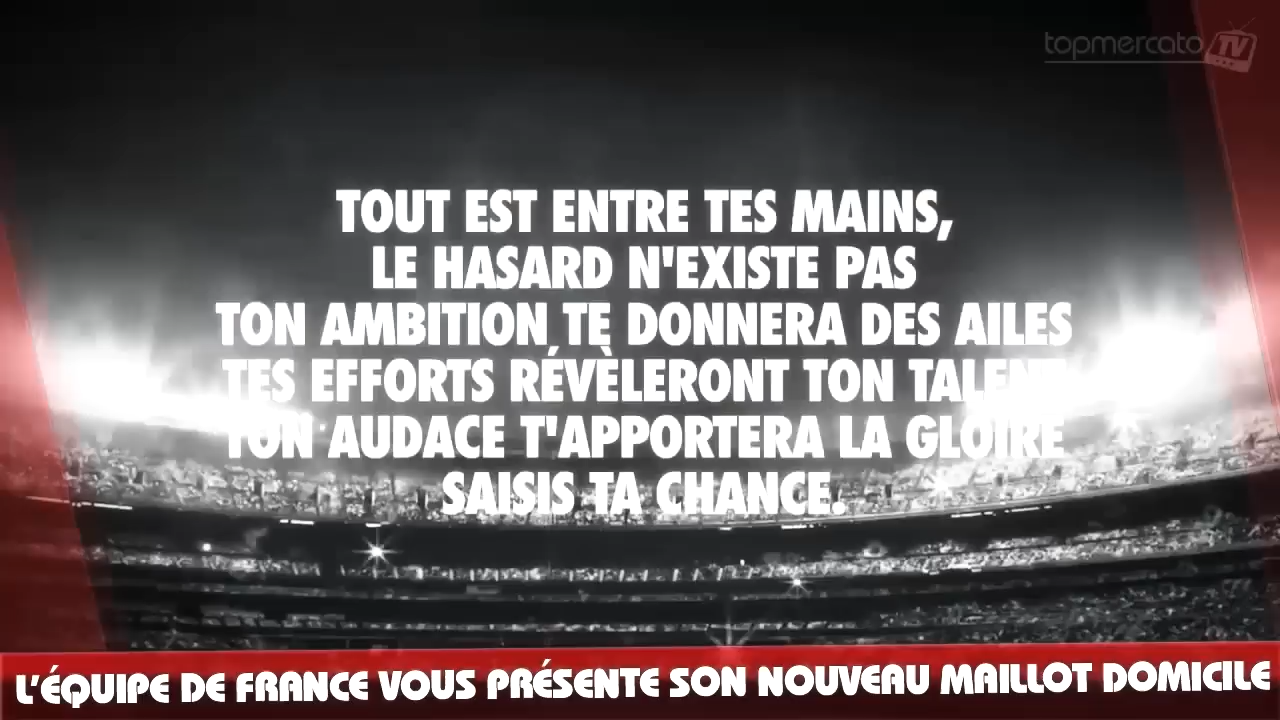 topmercato TV
TOUT EST ENTRE TES MAINS,
LE HASARD N'EXISTE PAS
TON AMBITION TE DONNERA DES AILES
TES EFFORTS RÉVÈLERONT TON TALENT
TON AUDACE T'APPORTERA LA GLOIRE
SAISIS TA CHANCE.
L'ÉQUIPE DE FRANCE VOUS PRÉSENTE SON NOUVEAU MAILLOT DOMICILE